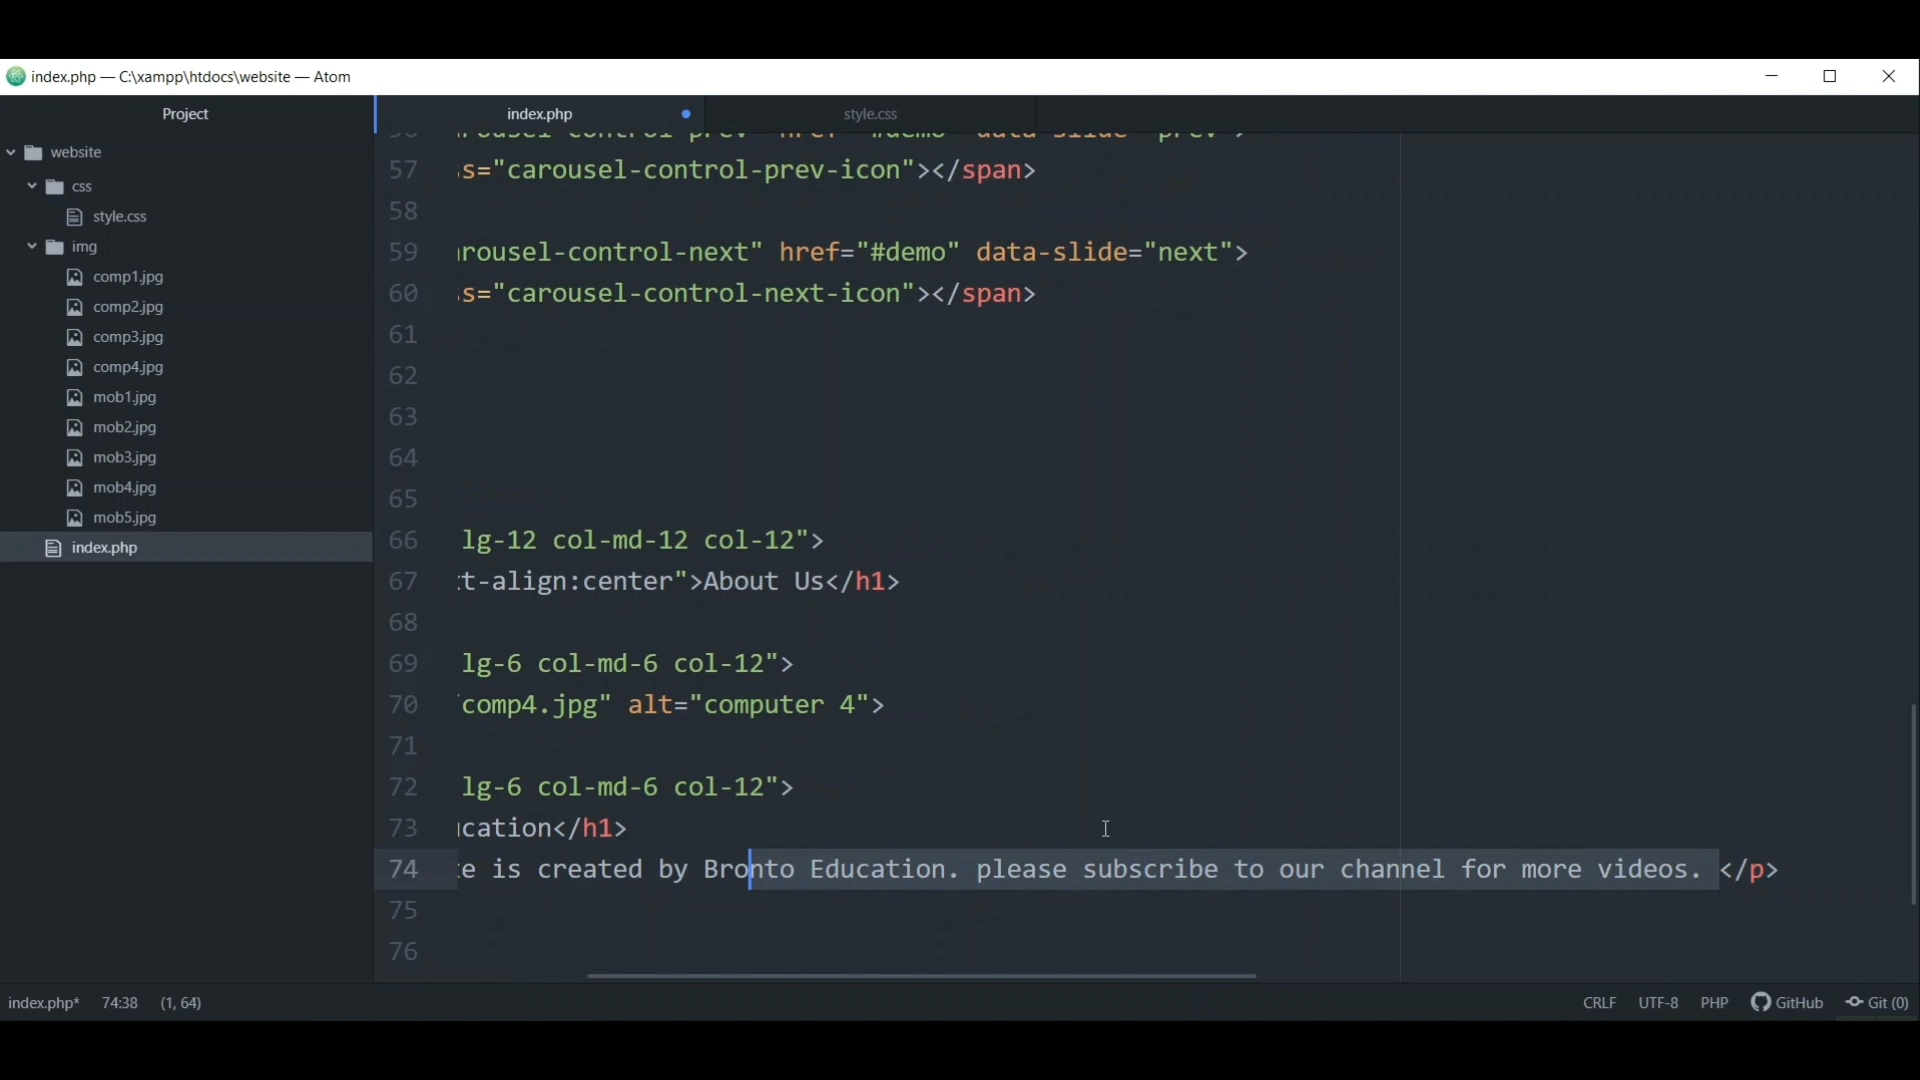 index.php — C:\xampp\htdocs\website — Atom
Project
index.php
style.css
website
css
style.css
img
comp1.jpg
comp2.jpg
comp3.jpg
comp4.jpg
mob1.jpg
mob2.jpg
mob3.jpg
mob4.jpg
mob5.jpg
index.php
57 s="carousel-control-prev-icon"></span>
58
59 rousel-control-next" href="#demo" data-slide="next">
60 s="carousel-control-next-icon"></span>
61
62
63
64
65
66 lg-12 col-md-12 col-12">
67 t-align:center">About Us</h1>
68
69 lg-6 col-md-6 col-12">
70 comp4.jpg" alt="computer 4">
71
72 lg-6 col-md-6 col-12">
73 cation</h1>
74 e is created by Bronto Education. please subscribe to our channel for more videos. </p>
75
76
index.php* 74:38 (1, 64)
CRLF UTF-8 PHP GitHub Git (0)